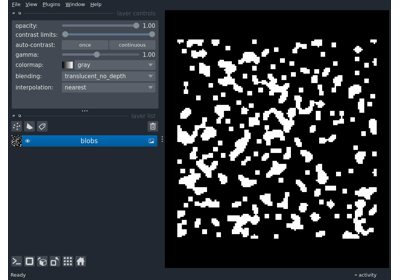 File View Plugins Window Help
layer controls
opacity: 1.00
contrast limits:
auto-contrast: once continuous
gamma: 1.00
colormap: gray
blending: translucent_no_depth
interpolation: nearest
layer list
blobs
Ready activity